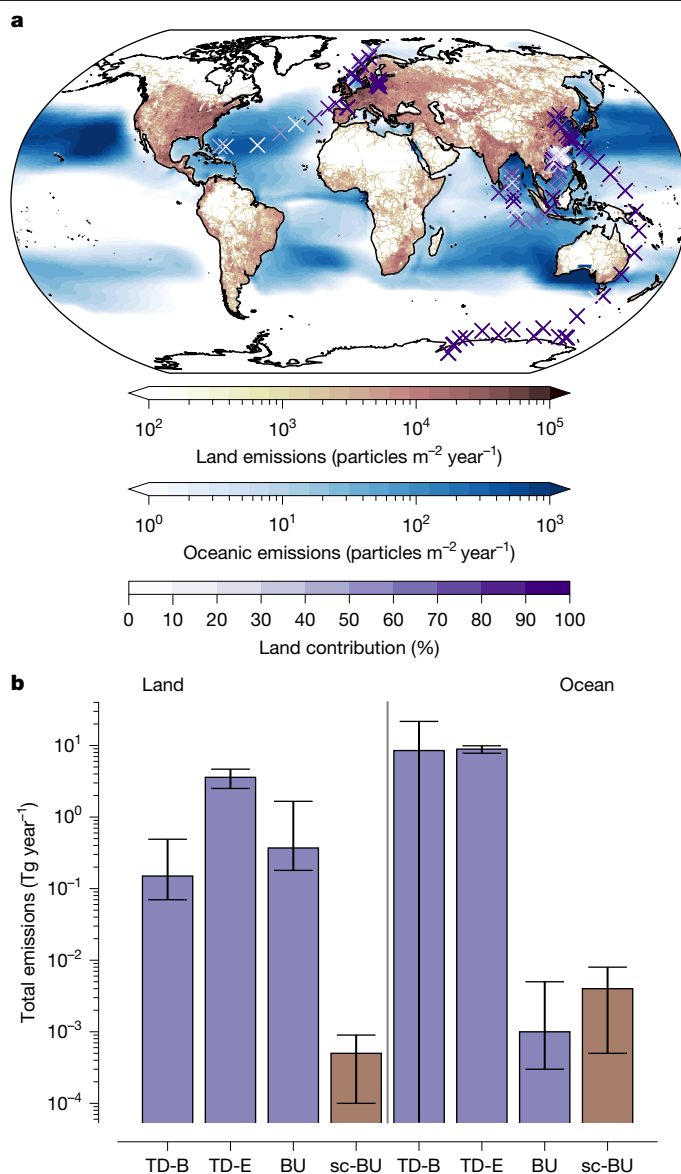 a
10² 10³ 10⁴ 10⁵
Land emissions (particles m⁻² year⁻¹)
10⁰ 10¹ 10² 10³
Oceanic emissions (particles m⁻² year⁻¹)
0 10 20 30 40 50 60 70 80 90 100
Land contribution (%)
b
Land Ocean
Total emissions (Tg year⁻¹)
10¹
10⁰
10⁻¹
10⁻²
10⁻³
10⁻⁴
TD-B TD-E BU sc-BU TD-B TD-E BU sc-BU